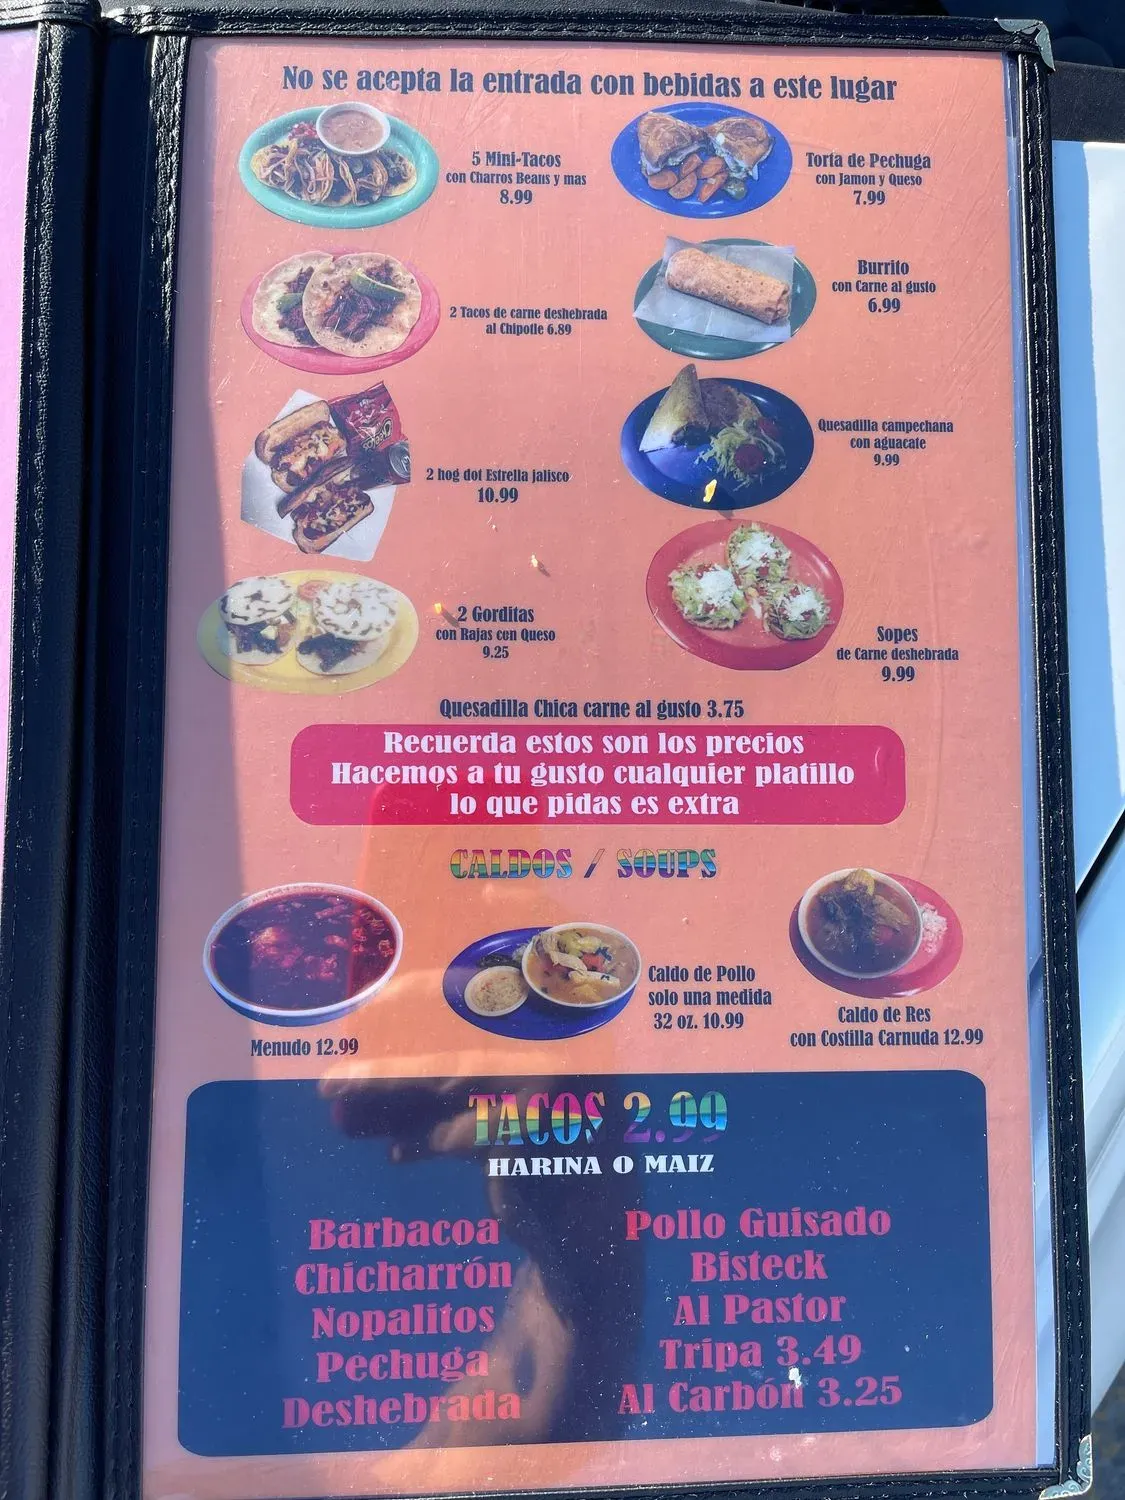 No se acepta la entrada con bebidas a este lugar
5 Mini-Tacos
con Charros Beans y mas
8.99
Torta de Pechuga
con Jamon y Queso
7.99
2 Tacos de carne deshebrada
al Chipotle 6.89
Burrito
con Carne al gusto
6.99
2 hog dot Estrella jalisco
10.99
Quesadilla campechana
con aguacate
9.99
2 Gorditas
con Rajas con Queso
9.25
Sopes
de Carne deshebrada
9.99
Quesadilla Chica carne al gusto 3.75
Recuerda estos son los precios
Hacemos a tu gusto cualquier platillo
lo que pidas es extra
CALDOS / SOUPS
Menudo 12.99
Caldo de Pollo
solo una medida
32 oz. 10.99
Caldo de Res
con Costilla Carnuda 12.99
TACOS 2.99
HARINA O MAIZ
Barbacoa
Chicharrón
Nopalitos
Pechuga
Deshebrada
Pollo Guisado
Bisteck
Al Pastor
Tripa 3.49
Al Carbón 3.25